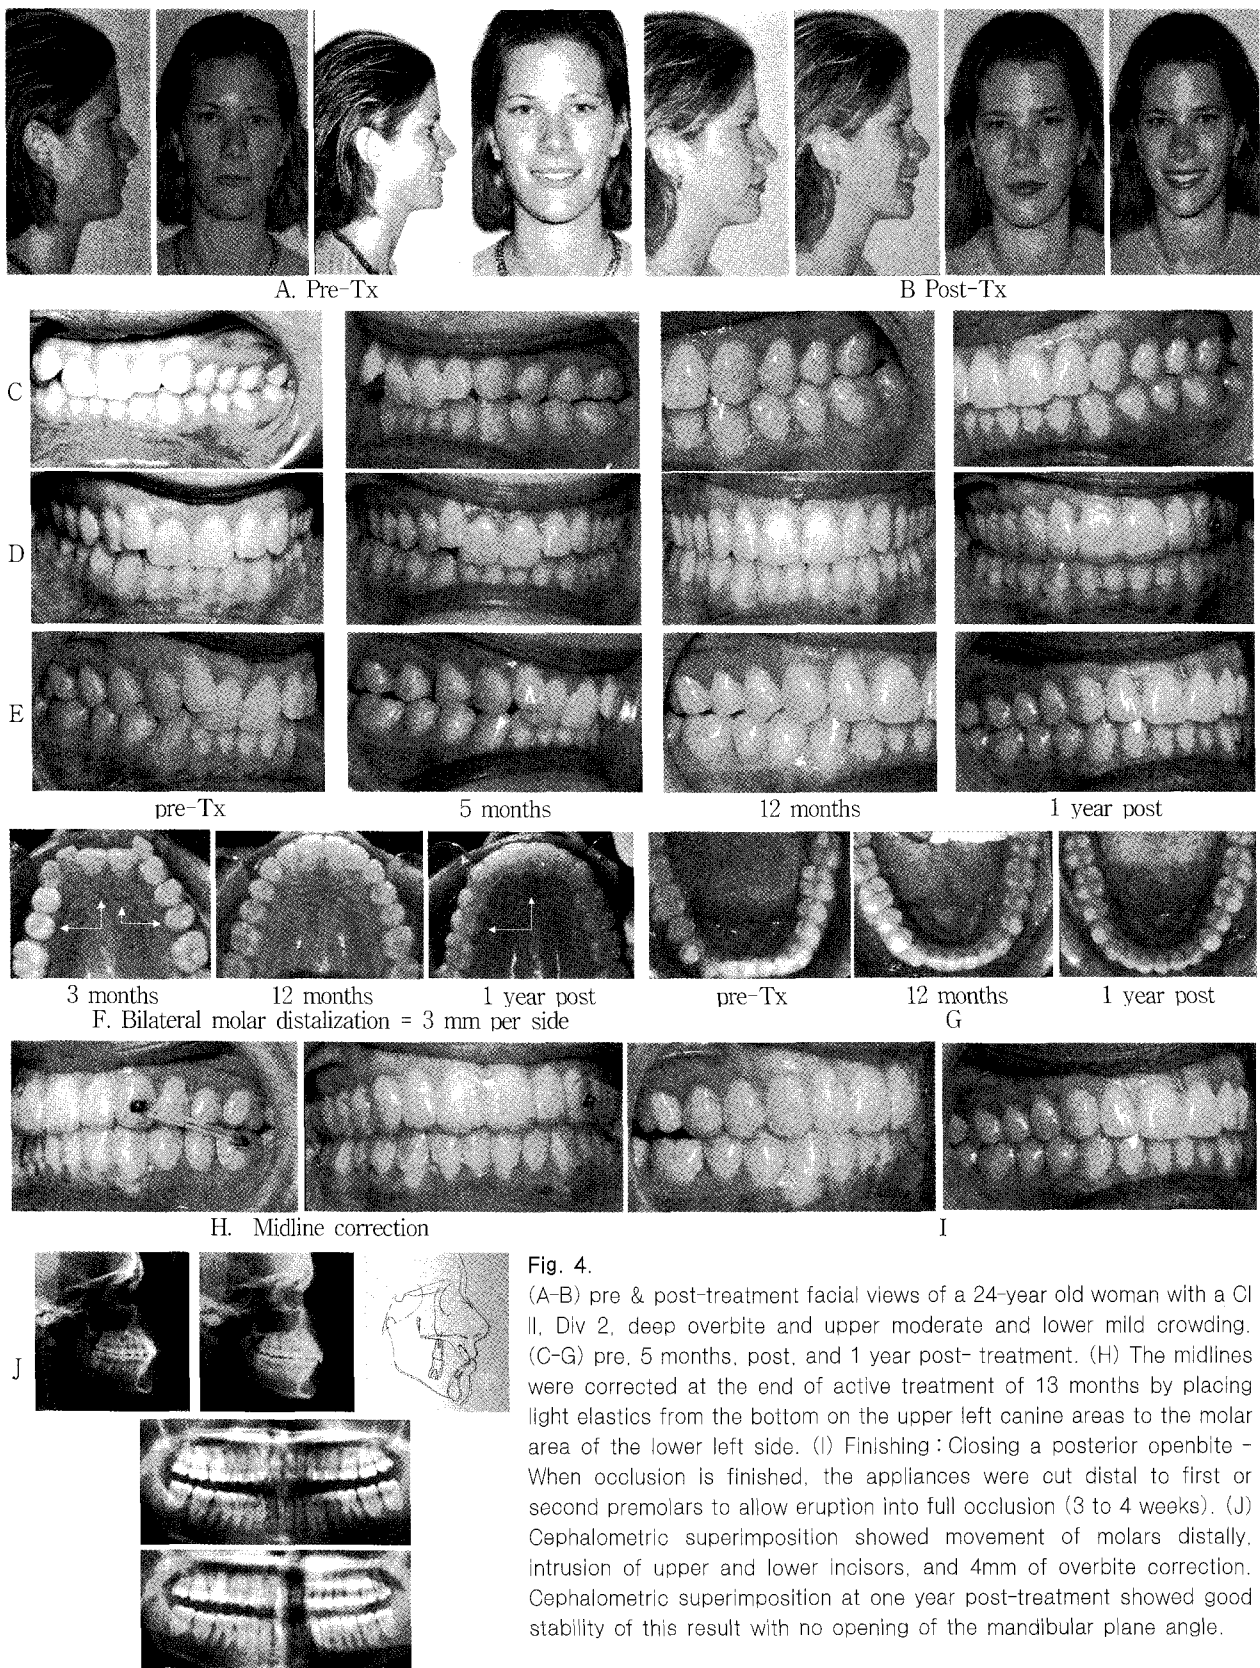 A. Pre-Tx
B Post-Tx
C
D
E
pre-Tx
5 months
12 months
1 year post
3 months
12 months
1 year post
pre-Tx
12 months
1 year post
F. Bilateral molar distalization = 3 mm per side
G
H. Midline correction
I
J
Fig. 4.
(A-B) pre & post-treatment facial views of a 24-year old woman with a Cl
II, Div 2, deep overbite and upper moderate and lower mild crowding.
(C-G) pre, 5 months, post, and 1 year post- treatment. (H) The midlines
were corrected at the end of active treatment of 13 months by placing
light elastics from the bottom on the upper left canine areas to the molar
area of the lower left side. (I) Finishing : Closing a posterior openbite -
When occlusion is finished, the appliances were cut distal to first or
second premolars to allow eruption into full occlusion (3 to 4 weeks). (J)
Cephalometric superimposition showed movement of molars distally,
intrusion of upper and lower incisors, and 4mm of overbite correction.
Cephalometric superimposition at one year post-treatment showed good
stability of this result with no opening of the mandibular plane angle.